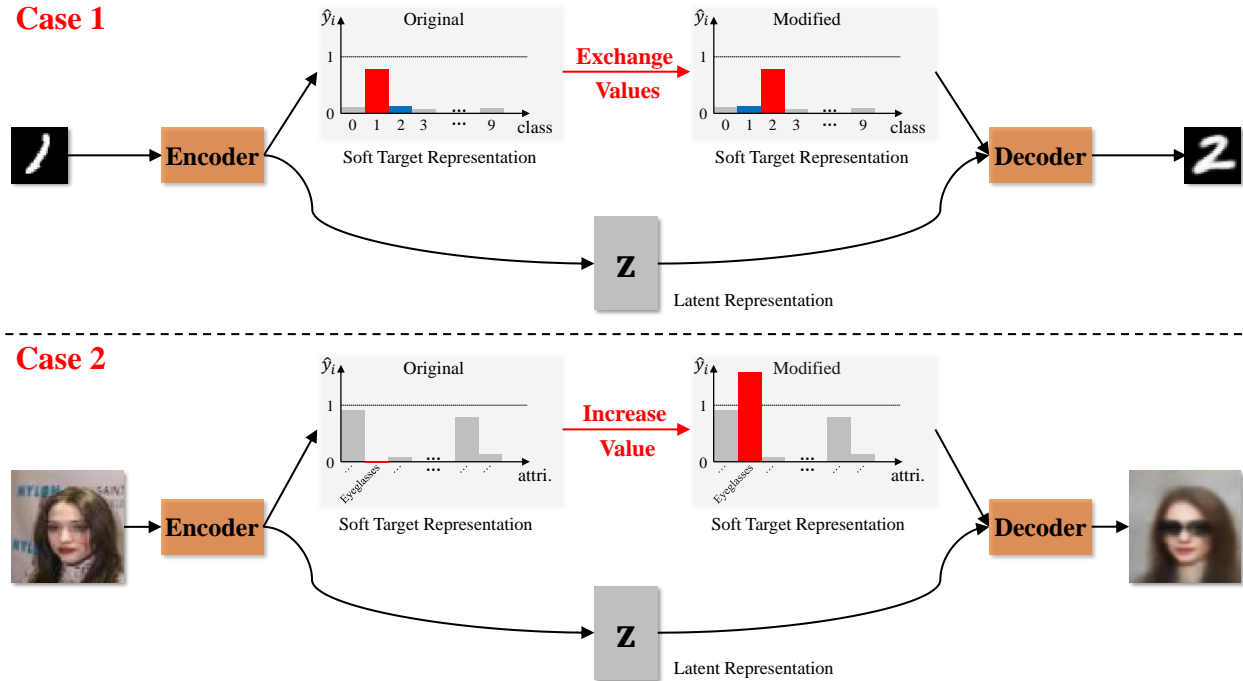 Case 1
ŷᵢ
Original
1
0
0 1 2 3 ... ... 9 class
Soft Target Representation
Exchange
Values
ŷᵢ
Modified
1
0
0 1 2 3 ... ... 9 class
Soft Target Representation
Encoder
Decoder
2
z
Latent Representation
Case 2
ŷᵢ
Original
1
0
... Eyeglasses ... ... ... ... ... attri.
Soft Target Representation
Increase
Value
ŷᵢ
Modified
1
0
... Eyeglasses ... ... ... ... ... attri.
Soft Target Representation
NYLON
SANT
Encoder
Decoder
z
Latent Representation